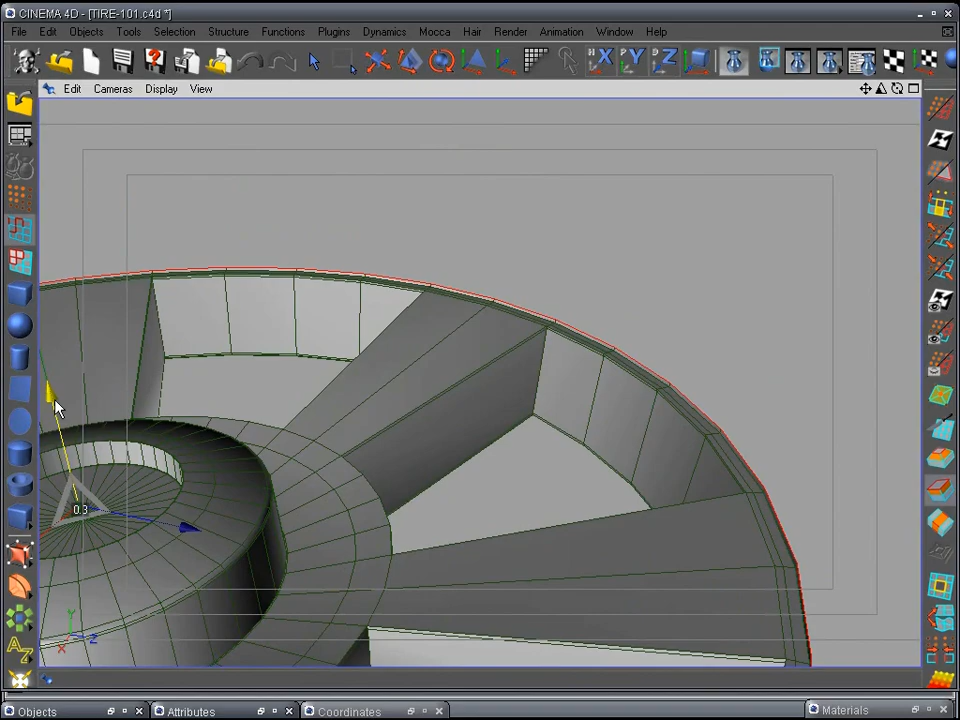 CINEMA 4D - [TIRE-101.c4d *]
File Edit Objects Tools Selection Structure Functions Plugins Dynamics Mocca Hair Render Animation Window Help
Edit Cameras Display View
0.3
Y
Z
X
Objects Attributes Coordinates Materials